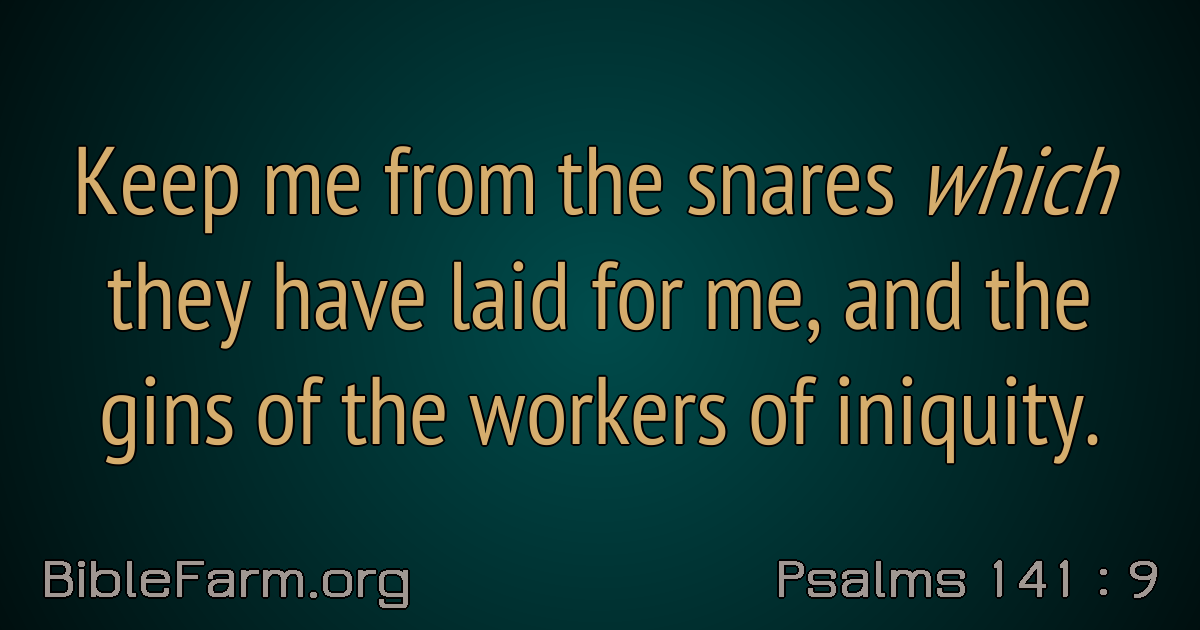 Keep me from the snares which
they have laid for me, and the
gins of the workers of iniquity.
BibleFarm.org
Psalms 141 : 9